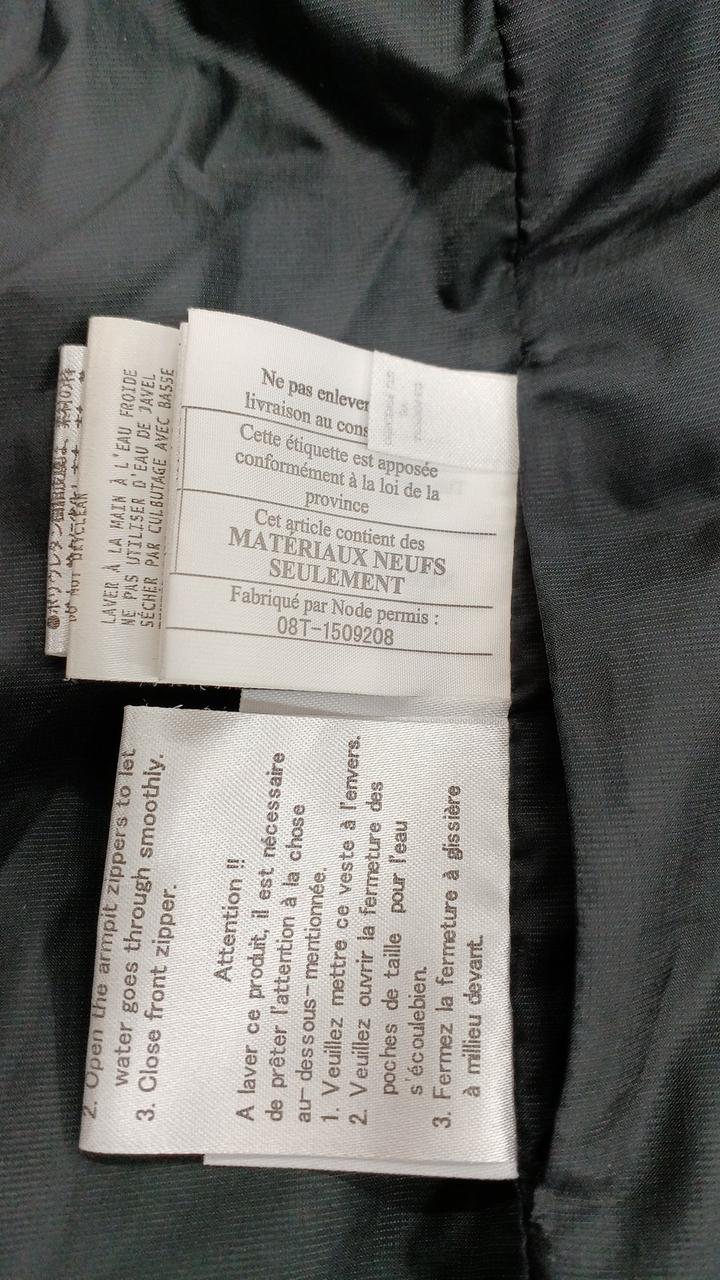 Ne pas enlever
livraison au cons
Cette étiquette est apposée
conformément à la loi de la
province
Cet article contient des
MATÉRIAUX NEUFS
SEULEMENT
Fabriqué par Node permis :
08T-1509208
LAVER À LA MAIN À L'EAU FROIDE
NE PAS UTILISER D'EAU DE JAVEL
SÉCHER PAR CULBUTAGE AVEC BASSE
DO NOT DRYCLEAN
2. Open the armpit zippers to let
water goes through smoothly.
3. Close front zipper.
Attention !!
A laver ce produit, il est nécessaire
de prêter l'attention à la chose
au-dessous-mentionnée.
1. Veuillez mettre ce veste à l'envers.
2. Veuillez ouvrir la fermeture des
poches de taille pour l'eau
s'écoulebien.
3. Fermez la fermeture à glissière
à milieu devant.